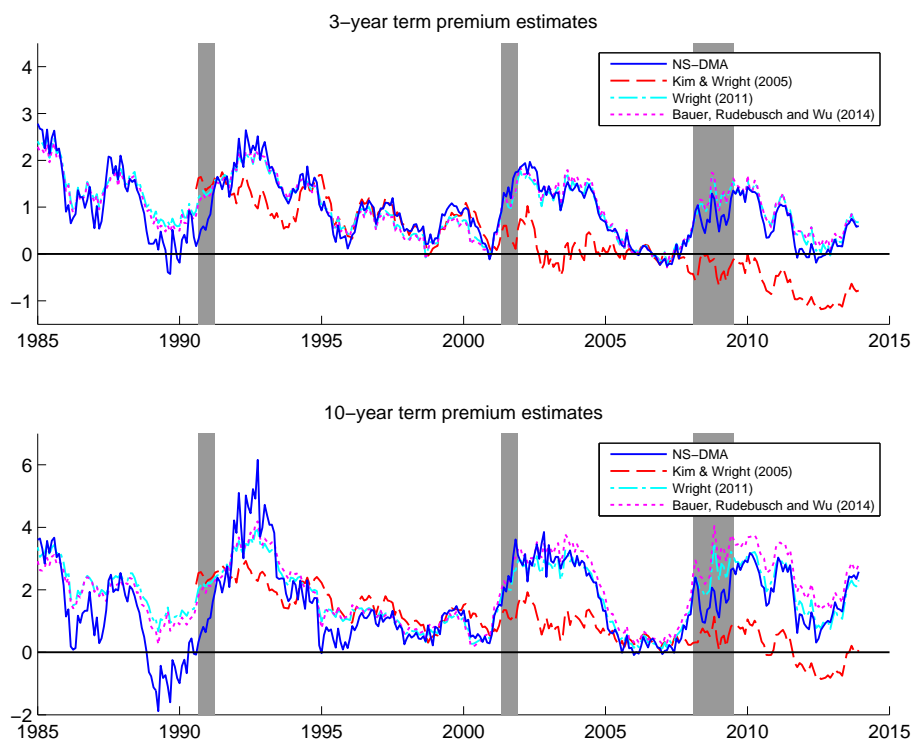 3−year term premium estimates
4
3
2
1
0
−1
NS−DMA
Kim & Wright (2005)
Wright (2011)
Bauer, Rudebusch and Wu (2014)
1985 1990 1995 2000 2005 2010 2015
10−year term premium estimates
6
4
2
0
−2
NS−DMA
Kim & Wright (2005)
Wright (2011)
Bauer, Rudebusch and Wu (2014)
1985 1990 1995 2000 2005 2010 2015